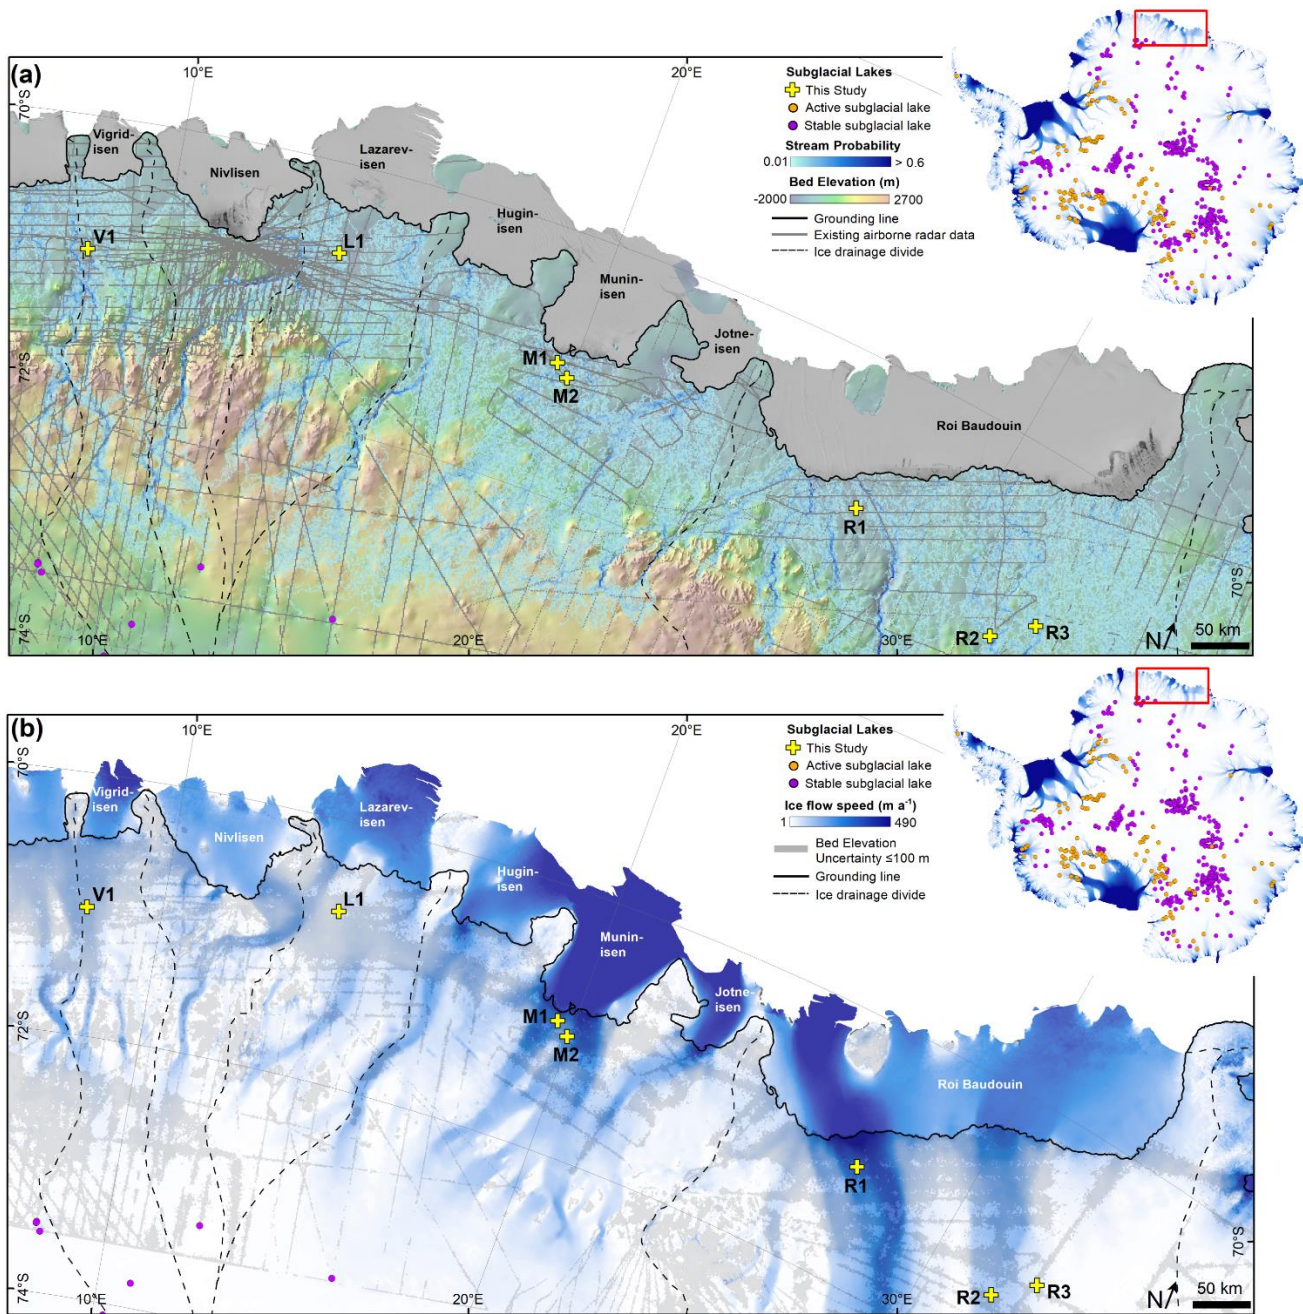 (a)
10°E
20°E
70°S
Vigrid-
isen
Nivlisen
Lazarev-
isen
Hugin-
isen
Munin-
isen
Jotne-
isen
Roi Baudouin
V1
L1
M1
M2
R1
R2
R3
72°S
74°S
10°E
20°E
30°E
70°S
N
50 km
Subglacial Lakes
This Study
Active subglacial lake
Stable subglacial lake
Stream Probability
0.01 > 0.6
Bed Elevation (m)
-2000 2700
Grounding line
Existing airborne radar data
Ice drainage divide
(b)
10°E
20°E
70°S
Vigrid-
isen
Nivlisen
Lazarev-
isen
Hugin-
isen
Munin-
isen
Jotne-
isen
Roi Baudouin
V1
L1
M1
M2
R1
R2
R3
72°S
74°S
10°E
20°E
30°E
70°S
N
50 km
Subglacial Lakes
This Study
Active subglacial lake
Stable subglacial lake
Ice flow speed (m a⁻¹)
1 490
Bed Elevation
Uncertainty ≤100 m
Grounding line
Ice drainage divide